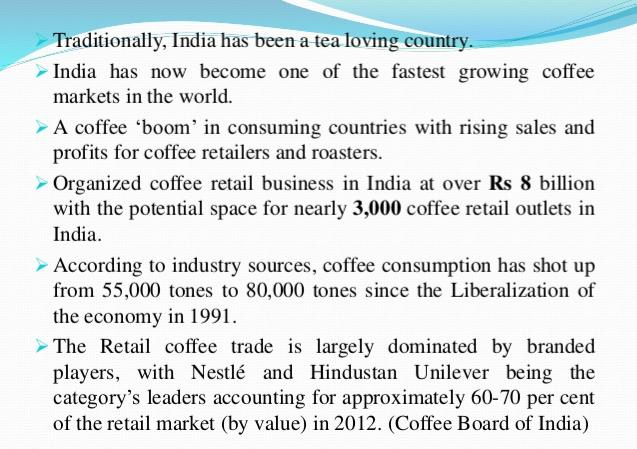 Traditionally, India has been a tea loving country.
India has now become one of the fastest growing coffee
markets in the world.
A coffee ‘boom’ in consuming countries with rising sales and
profits for coffee retailers and roasters.
Organized coffee retail business in India at over Rs 8 billion
with the potential space for nearly 3,000 coffee retail outlets in
India.
According to industry sources, coffee consumption has shot up
from 55,000 tones to 80,000 tones since the Liberalization of
the economy in 1991.
The Retail coffee trade is largely dominated by branded
players, with Nestlé and Hindustan Unilever being the
category’s leaders accounting for approximately 60-70 per cent
of the retail market (by value) in 2012. (Coffee Board of India)